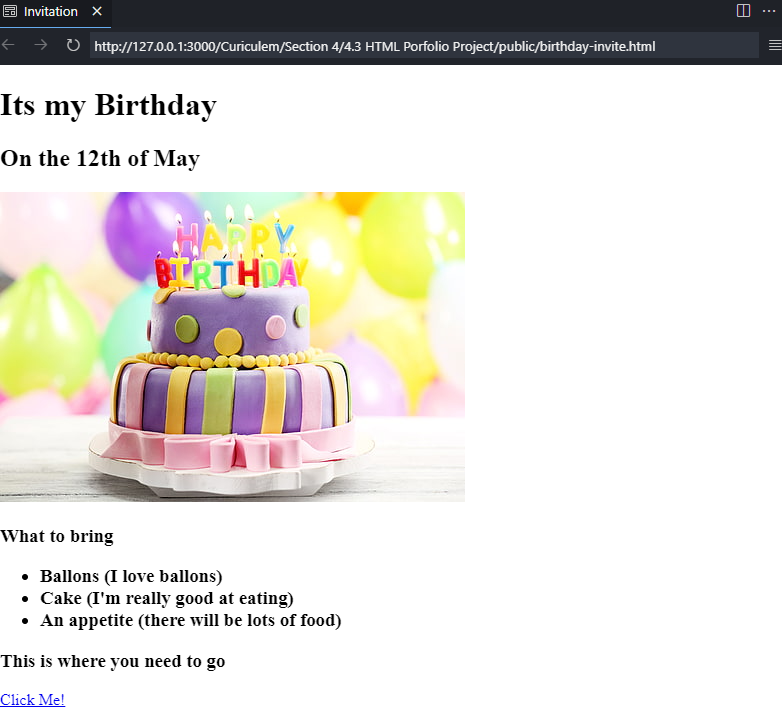 Invitation
http://127.0.0.1:3000/Curiculem/Section 4/4.3 HTML Porfolio Project/public/birthday-invite.html
Its my Birthday
On the 12th of May
HAPPY
BIRTHDAY
What to bring
Ballons (I love ballons)
Cake (I'm really good at eating)
An appetite (there will be lots of food)
This is where you need to go
Click Me!